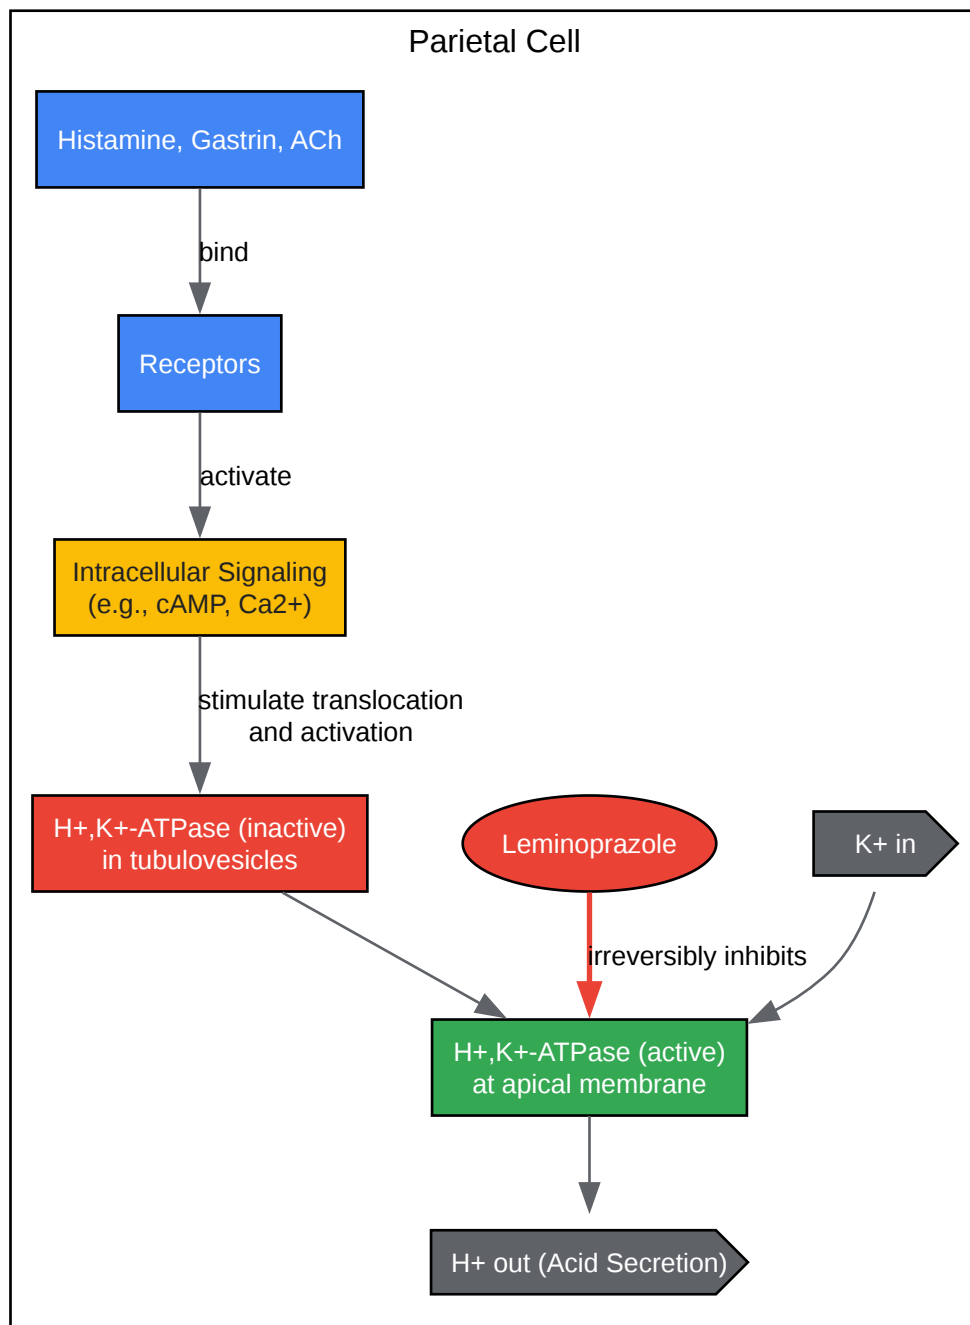 Parietal Cell
Histamine, Gastrin, ACh
bind
Receptors
activate
Intracellular Signaling
(e.g., cAMP, Ca2+)
stimulate translocation
and activation
H+,K+-ATPase (inactive)
in tubulovesicles
Leminoprazole
K+ in
irreversibly inhibits
H+,K+-ATPase (active)
at apical membrane
H+ out (Acid Secretion)